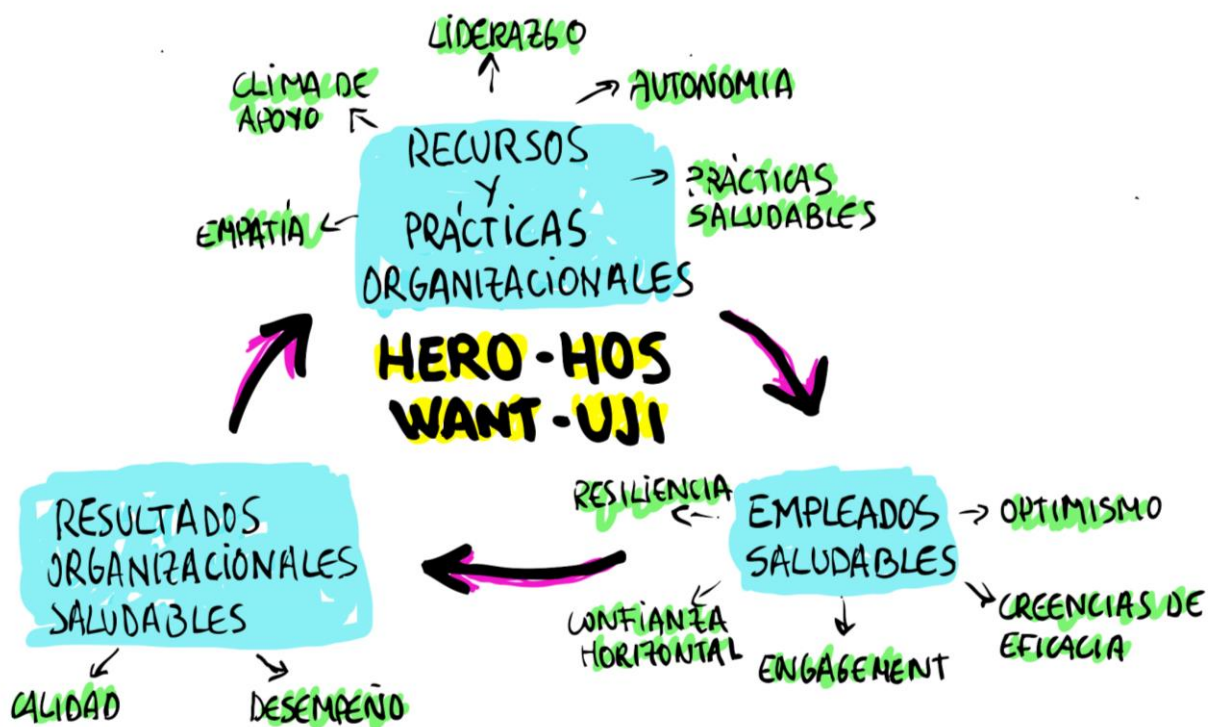 LIDERAZGO
CLIMA DE
APOYO
AUTONOMIA
RECURSOS
Y
PRÁCTICAS
ORGANIZACIONALES
PRÁCTICAS
SALUDABLES
EMPATÍA
HERO-HOS
WANT-UJI
RESILIENCIA
EMPLEADOS
SALUDABLES
OPTIMISMO
CONFIANZA
HORIZONTAL
ENGAGEMENT
CREENCIAS DE
EFICACIA
RESULTADOS
ORGANIZACIONALES
SALUDABLES
CALIDAD
DESEMPEÑO